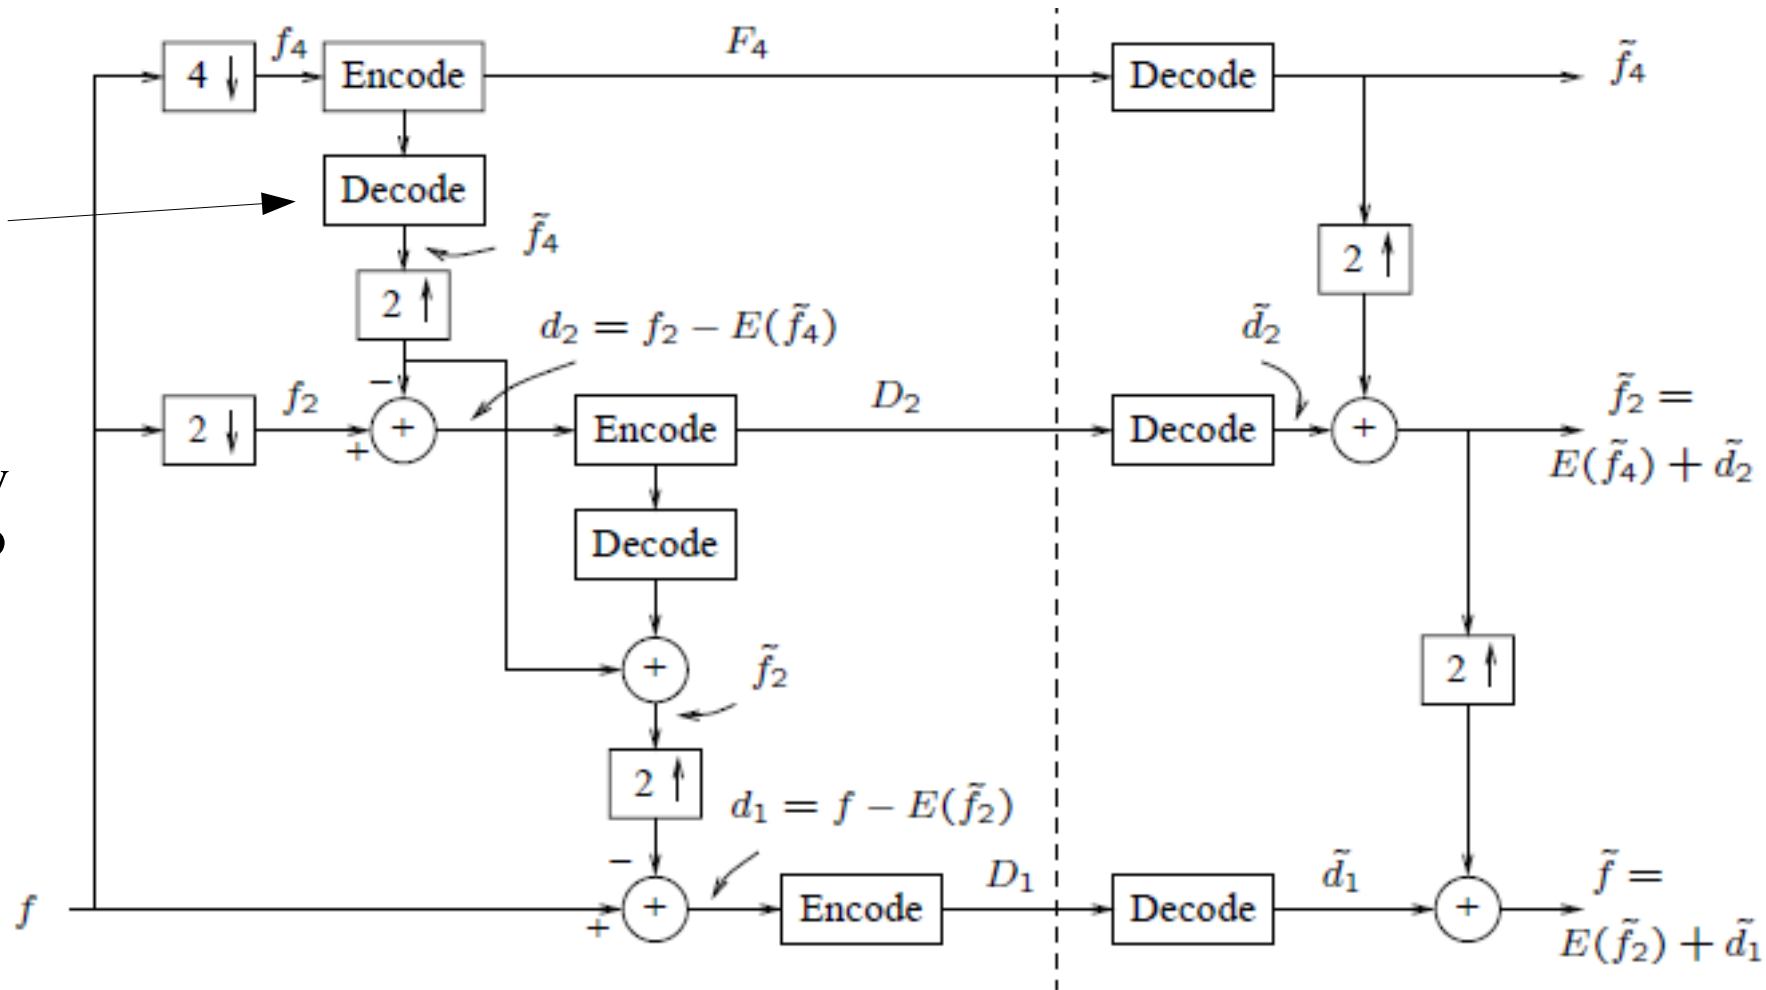 4 ↓
f₄
Encode
F₄
Decode
f̃₄
Decode
f̃₄
2 ↑
2 ↑
d₂ = f₂ − E(f̃₄)
d̃₂
−
2 ↓
f₂
+
+
Encode
D₂
Decode
+
f̃₂ =
E(f̃₄) + d̃₂
Decode
+
f̃₂
2 ↑
2 ↑
d₁ = f − E(f̃₂)
−
f
+
+
Encode
D₁
Decode
d̃₁
+
f̃ =
E(f̃₂) + d̃₁